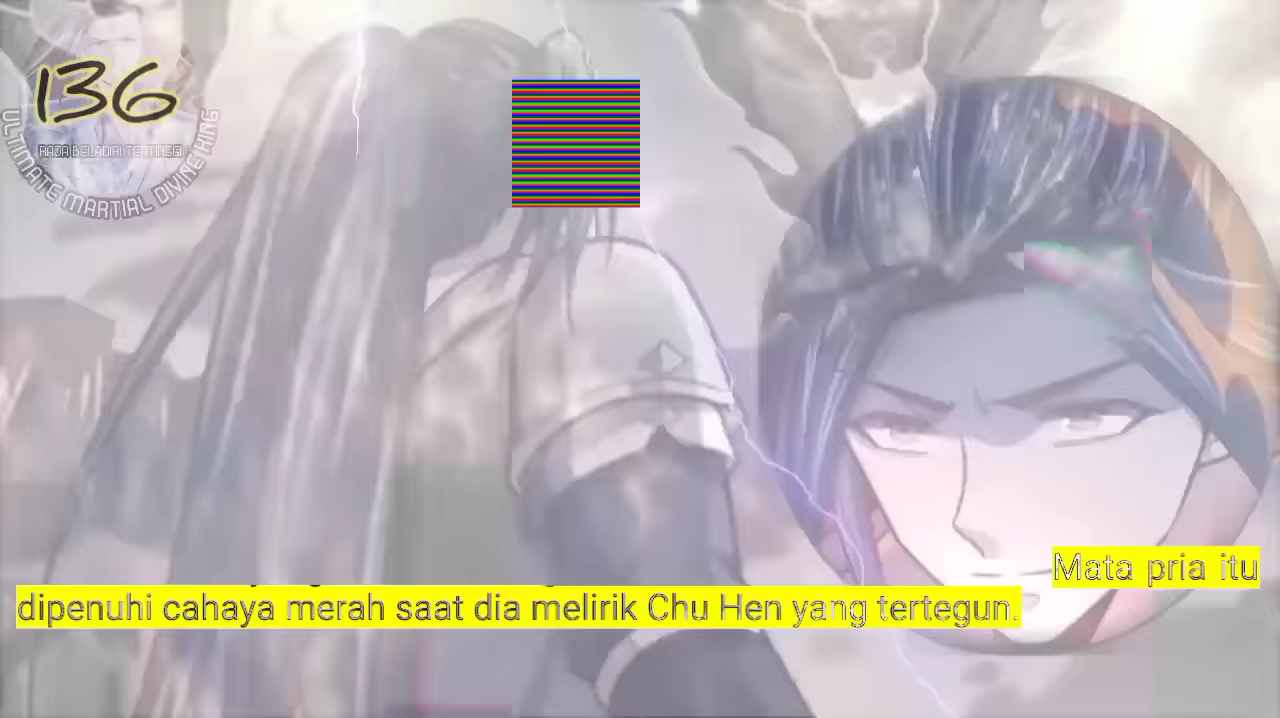 136
RAJA BELADIRI TERTINGGI
ULTIMATE MARTIAL DIVINE KING
Mata pria itu
dipenuhi cahaya merah saat dia melirik Chu Hen yang tertegun.